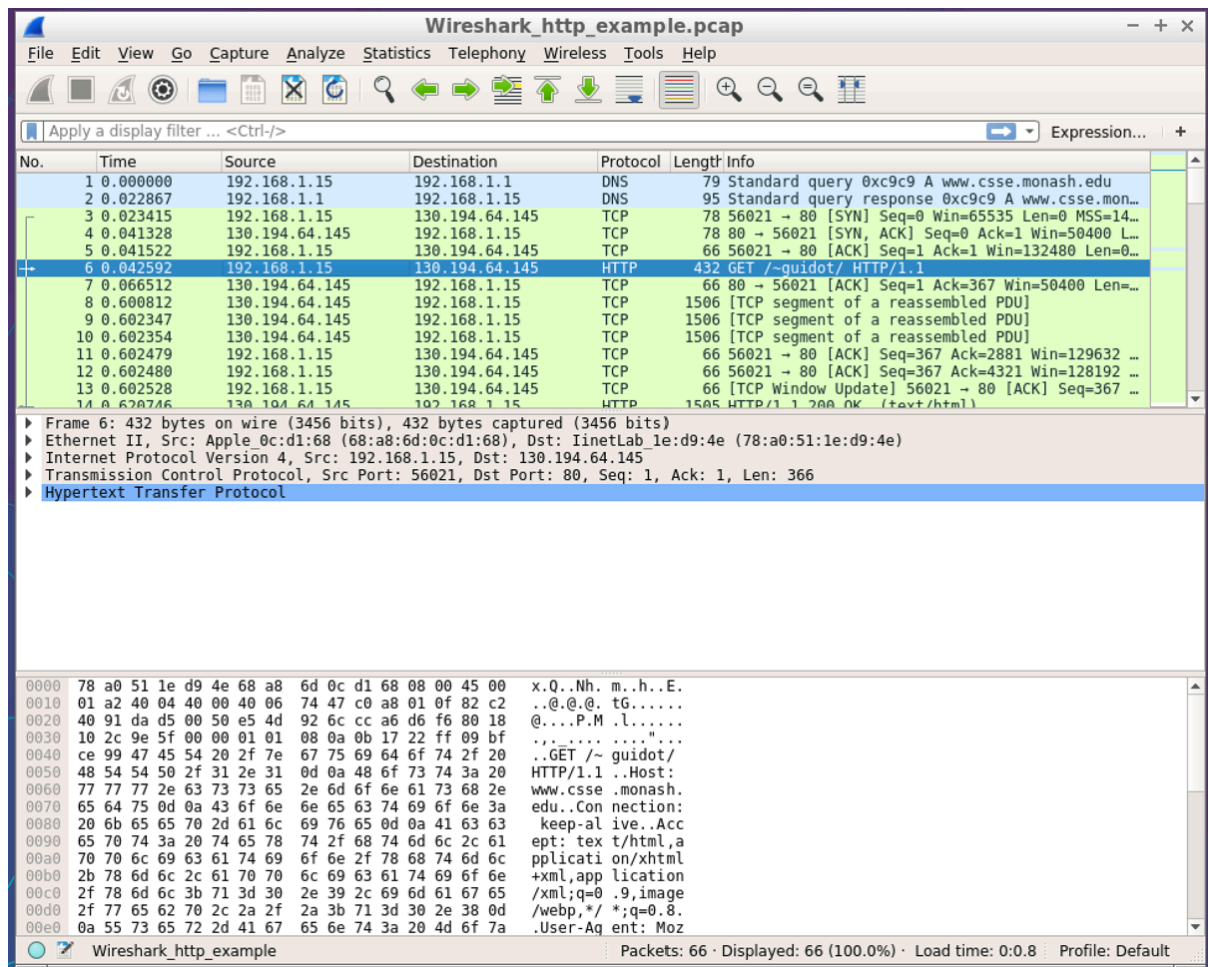 Wireshark_http_example.pcap
File Edit View Go Capture Analyze Statistics Telephony Wireless Tools Help
Apply a display filter ... <Ctrl-/> Expression... +
No. Time Source Destination Protocol Length Info
1 0.000000 192.168.1.15 192.168.1.1 DNS 79 Standard query 0xc9c9 A www.csse.monash.edu
2 0.022867 192.168.1.1 192.168.1.15 DNS 95 Standard query response 0xc9c9 A www.csse.mon…
3 0.023415 192.168.1.15 130.194.64.145 TCP 78 56021 → 80 [SYN] Seq=0 Win=65535 Len=0 MSS=14…
4 0.041328 130.194.64.145 192.168.1.15 TCP 78 80 → 56021 [SYN, ACK] Seq=0 Ack=1 Win=50400 L…
5 0.041522 192.168.1.15 130.194.64.145 TCP 66 56021 → 80 [ACK] Seq=1 Ack=1 Win=132480 Len=0…
6 0.042592 192.168.1.15 130.194.64.145 HTTP 432 GET /~guidot/ HTTP/1.1
7 0.066512 130.194.64.145 192.168.1.15 TCP 66 80 → 56021 [ACK] Seq=1 Ack=367 Win=50400 Len=…
8 0.600812 130.194.64.145 192.168.1.15 TCP 1506 [TCP segment of a reassembled PDU]
9 0.602347 130.194.64.145 192.168.1.15 TCP 1506 [TCP segment of a reassembled PDU]
10 0.602354 130.194.64.145 192.168.1.15 TCP 1506 [TCP segment of a reassembled PDU]
11 0.602479 192.168.1.15 130.194.64.145 TCP 66 56021 → 80 [ACK] Seq=367 Ack=2881 Win=129632 …
12 0.602480 192.168.1.15 130.194.64.145 TCP 66 56021 → 80 [ACK] Seq=367 Ack=4321 Win=128192 …
13 0.602528 192.168.1.15 130.194.64.145 TCP 66 [TCP Window Update] 56021 → 80 [ACK] Seq=367 …
14 0.620746 130.194.64.145 192.168.1.15 HTTP 1505 HTTP/1.1 200 OK (text/html)
Frame 6: 432 bytes on wire (3456 bits), 432 bytes captured (3456 bits)
Ethernet II, Src: Apple_0c:d1:68 (68:a8:6d:0c:d1:68), Dst: IinetLab_1e:d9:4e (78:a0:51:1e:d9:4e)
Internet Protocol Version 4, Src: 192.168.1.15, Dst: 130.194.64.145
Transmission Control Protocol, Src Port: 56021, Dst Port: 80, Seq: 1, Ack: 1, Len: 366
Hypertext Transfer Protocol
0000 78 a0 51 1e d9 4e 68 a8 6d 0c d1 68 08 00 45 00 x.Q..Nh. m..h..E.
0010 01 a2 40 04 40 00 40 06 74 47 c0 a8 01 0f 82 c2 ..@.@.@. tG......
0020 40 91 da d5 00 50 e5 4d 92 6c cc a6 d6 f6 80 18 @....P.M .l......
0030 10 2c 9e 5f 00 00 01 01 08 0a 0b 17 22 ff 09 bf .,._.... ...."...
0040 ce 99 47 45 54 20 2f 7e 67 75 69 64 6f 74 2f 20 ..GET /~ guidot/
0050 48 54 54 50 2f 31 2e 31 0d 0a 48 6f 73 74 3a 20 HTTP/1.1 ..Host:
0060 77 77 77 2e 63 73 73 65 2e 6d 6f 6e 61 73 68 2e www.csse .monash.
0070 65 64 75 0d 0a 43 6f 6e 6e 65 63 74 69 6f 6e 3a edu..Con nection:
0080 20 6b 65 65 70 2d 61 6c 69 76 65 0d 0a 41 63 63 keep-al ive..Acc
0090 65 70 74 3a 20 74 65 78 74 2f 68 74 6d 6c 2c 61 ept: tex t/html,a
00a0 70 70 6c 69 63 61 74 69 6f 6e 2f 78 68 74 6d 6c pplicati on/xhtml
00b0 2b 78 6d 6c 2c 61 70 70 6c 69 63 61 74 69 6f 6e +xml,app lication
00c0 2f 78 6d 6c 3b 71 3d 30 2e 39 2c 69 6d 61 67 65 /xml;q=0 .9,image
00d0 2f 77 65 62 70 2c 2a 2f 2a 3b 71 3d 30 2e 38 0d /webp,*/ *;q=0.8.
00e0 0a 55 73 65 72 2d 41 67 65 6e 74 3a 20 4d 6f 7a .User-Ag ent: Moz
Wireshark_http_example Packets: 66 · Displayed: 66 (100.0%) · Load time: 0:0.8 Profile: Default